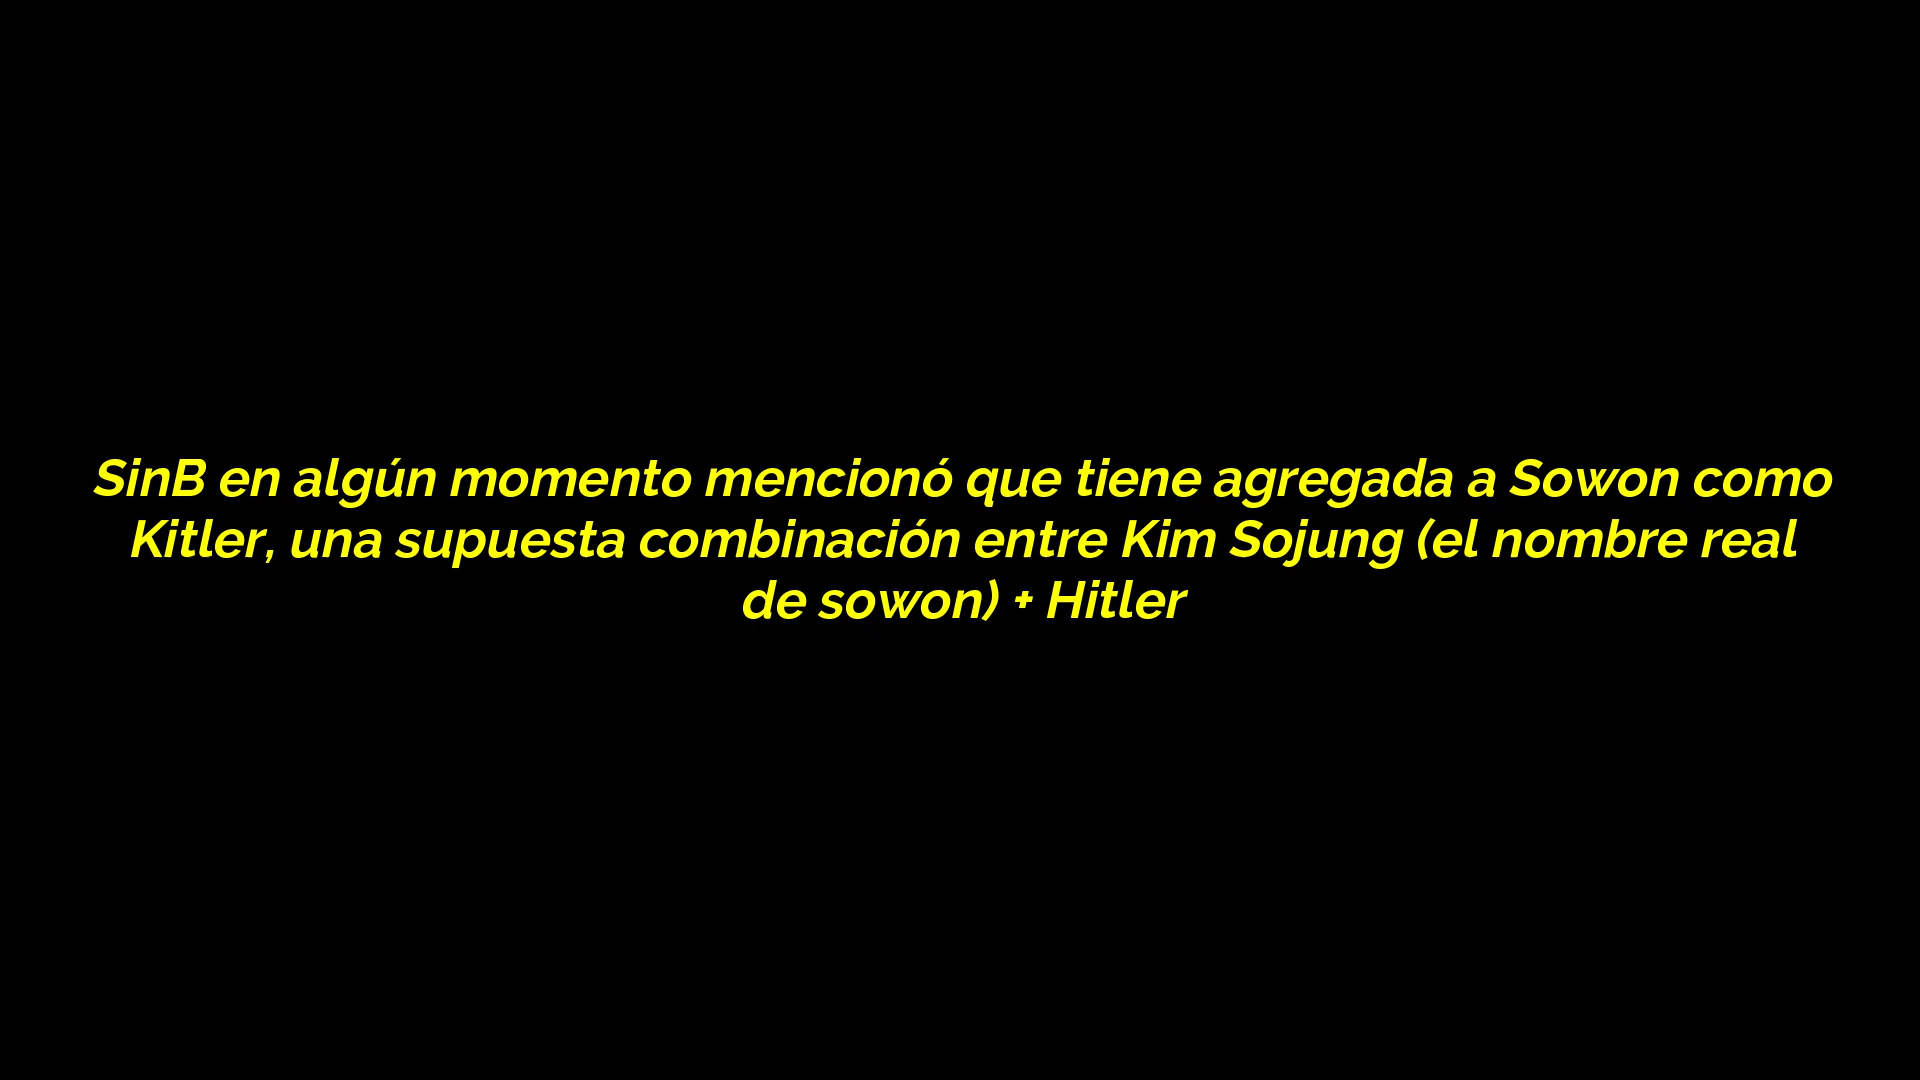 SinB en algún momento mencionó que tiene agregada a Sowon como
Kitler, una supuesta combinación entre Kim Sojung (el nombre real
de sowon) + Hitler